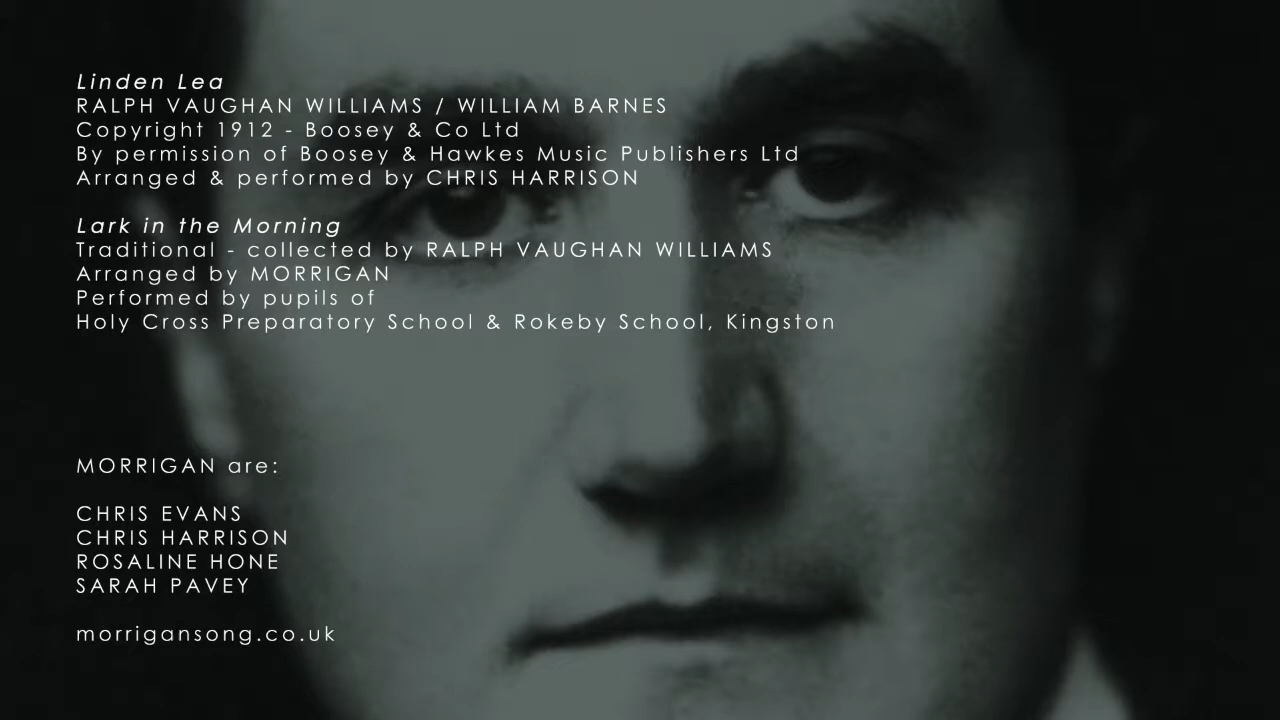 Linden Lea
RALPH VAUGHAN WILLIAMS / WILLIAM BARNES
Copyright 1912 - Boosey & Co Ltd
By permission of Boosey & Hawkes Music Publishers Ltd
Arranged & performed by CHRIS HARRISON
Lark in the Morning
Traditional - collected by RALPH VAUGHAN WILLIAMS
Arranged by MORRIGAN
Performed by pupils of
Holy Cross Preparatory School & Rokeby School, Kingston
MORRIGAN are:
CHRIS EVANS
CHRIS HARRISON
ROSALINE HONE
SARAH PAVEY
morrigansong.co.uk